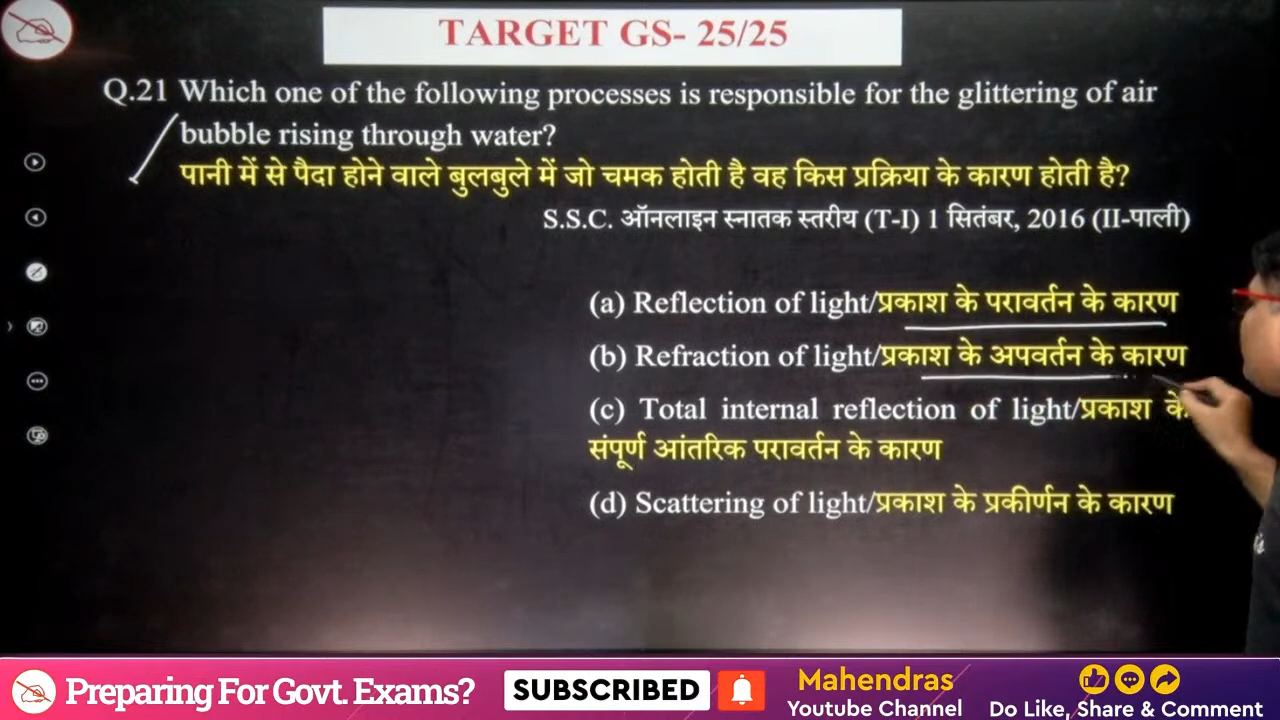 TARGET GS- 25/25
Q.21 Which one of the following processes is responsible for the glittering of air
bubble rising through water?
पानी में से पैदा होने वाले बुलबुले में जो चमक होती है वह किस प्रक्रिया के कारण होती है?
S.S.C. ऑनलाइन स्नातक स्तरीय (T-I) 1 सितंबर, 2016 (II-पाली)
(a) Reflection of light/प्रकाश के परावर्तन के कारण
(b) Refraction of light/प्रकाश के अपवर्तन के कारण
(c) Total internal reflection of light/प्रकाश के
संपूर्ण आंतरिक परावर्तन के कारण
(d) Scattering of light/प्रकाश के प्रकीर्णन के कारण
Preparing For Govt. Exams?
SUBSCRIBED
Mahendras
Youtube Channel
Do Like, Share & Comment